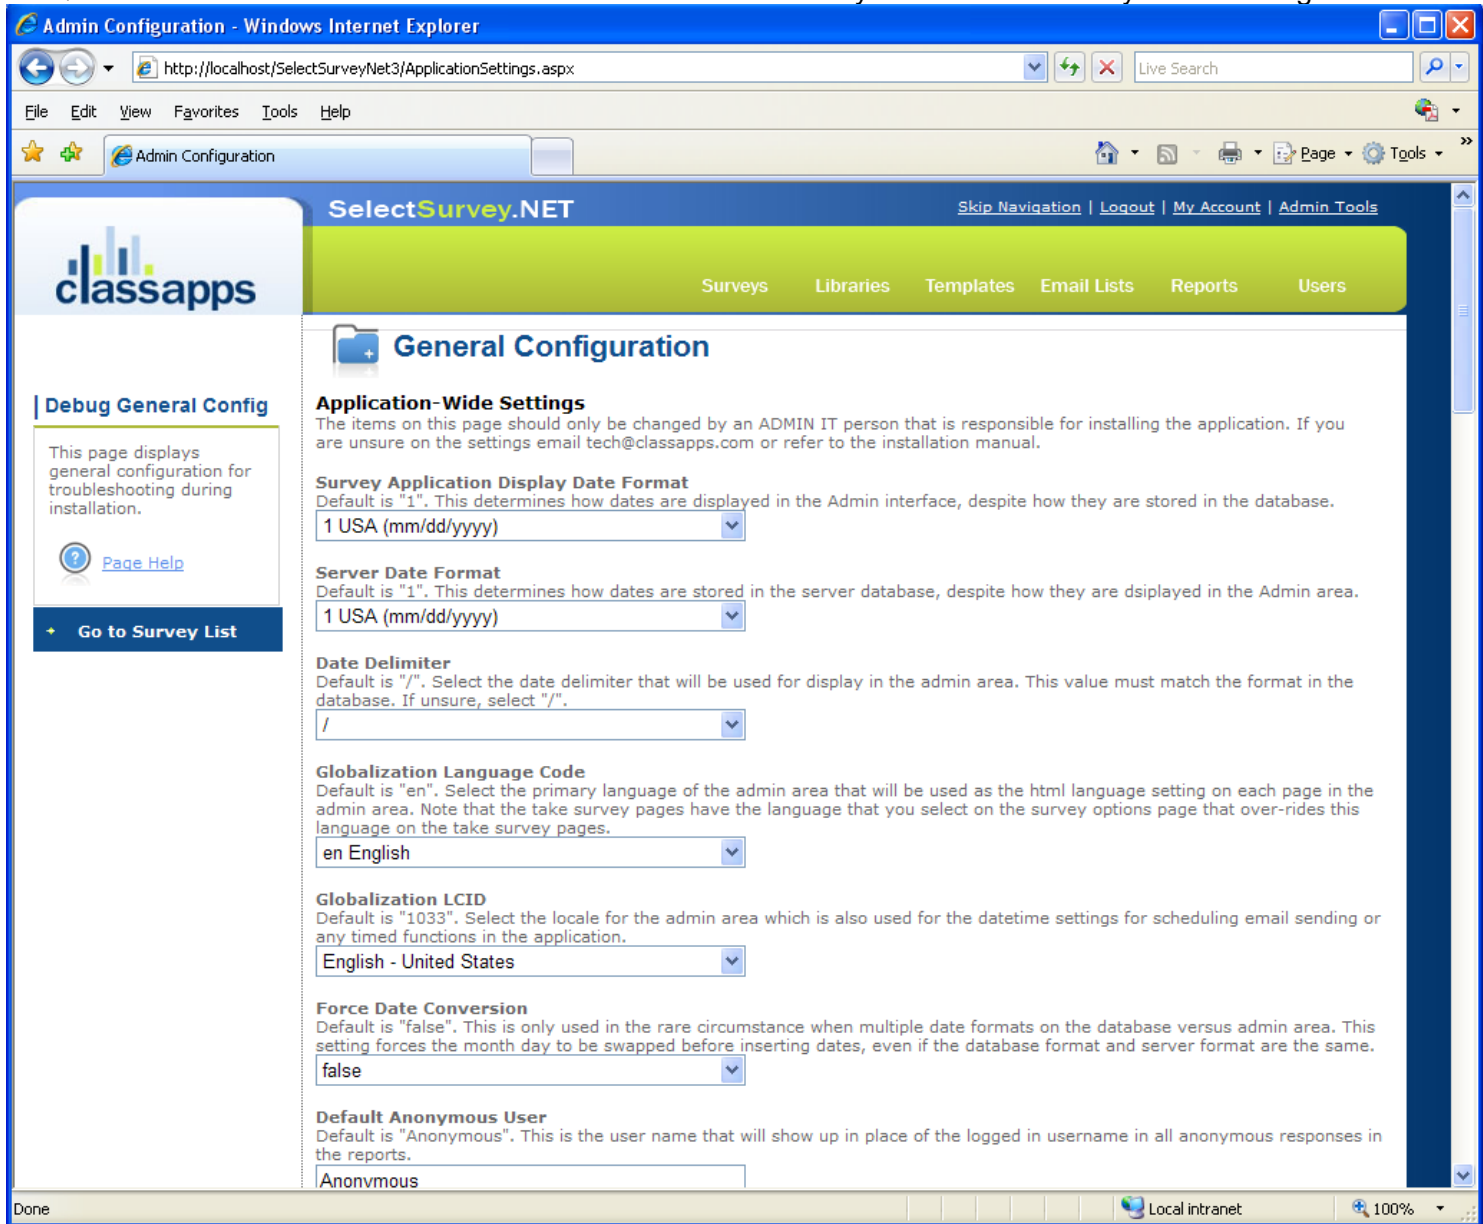 Admin Configuration - Windows Internet Explorer
http://localhost/SelectSurveyNet3/ApplicationSettings.aspx
Live Search
File Edit View Favorites Tools Help
Admin Configuration
Page Tools »
SelectSurvey.NET
Skip Navigation | Logout | My Account | Admin Tools
classapps
Surveys Libraries Templates Email Lists Reports Users
General Configuration
Debug General Config
This page displays
general configuration for
troubleshooting during
installation.
Page Help
Go to Survey List
Application-Wide Settings
The items on this page should only be changed by an ADMIN IT person that is responsible for installing the application. If you
are unsure on the settings email tech@classapps.com or refer to the installation manual.
Survey Application Display Date Format
Default is "1". This determines how dates are displayed in the Admin interface, despite how they are stored in the database.
1 USA (mm/dd/yyyy)
Server Date Format
Default is "1". This determines how dates are stored in the server database, despite how they are dsiplayed in the Admin area.
1 USA (mm/dd/yyyy)
Date Delimiter
Default is "/". Select the date delimiter that will be used for display in the admin area. This value must match the format in the
database. If unsure, select "/".
/
Globalization Language Code
Default is "en". Select the primary language of the admin area that will be used as the html language setting on each page in the
admin area. Note that the take survey pages have the language that you select on the survey options page that over-rides this
language on the take survey pages.
en English
Globalization LCID
Default is "1033". Select the locale for the admin area which is also used for the datetime settings for scheduling email sending or
any timed functions in the application.
English - United States
Force Date Conversion
Default is "false". This is only used in the rare circumstance when multiple date formats on the database versus admin area. This
setting forces the month day to be swapped before inserting dates, even if the database format and server format are the same.
false
Default Anonymous User
Default is "Anonymous". This is the user name that will show up in place of the logged in username in all anonymous responses in
the reports.
Anonymous
Done
Local intranet
100%